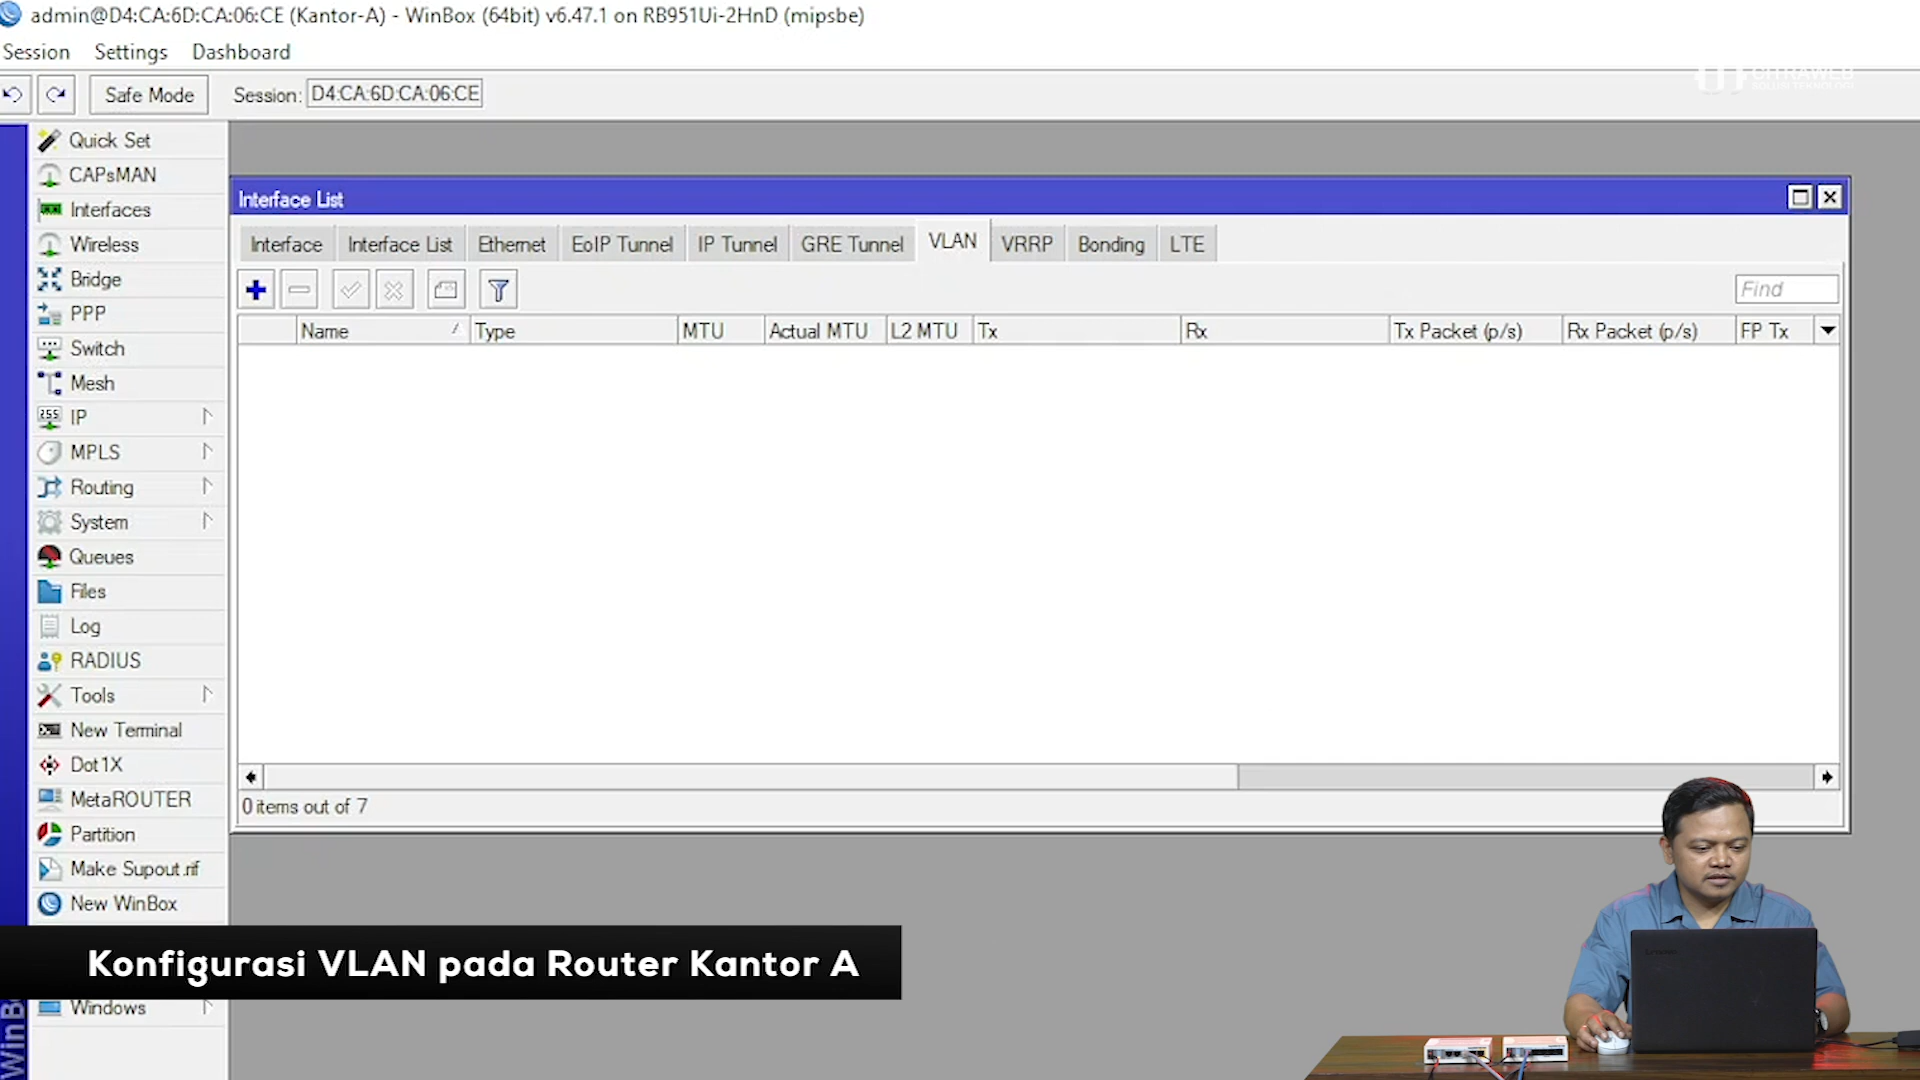 admin@D4:CA:6D:CA:06:CE (Kantor-A) - WinBox (64bit) v6.47.1 on RB951Ui-2HnD (mipsbe)
Session Settings Dashboard
Safe Mode Session: D4:CA:6D:CA:06:CE
CITRAWEB
SOLUSI TEKNOLOGI
Quick Set
CAPsMAN
Interfaces
Wireless
Bridge
PPP
Switch
Mesh
IP
MPLS
Routing
System
Queues
Files
Log
RADIUS
Tools
New Terminal
Dot1X
MetaROUTER
Partition
Make Supout.rif
New WinBox
Windows
Interface List
Interface Interface List Ethernet EoIP Tunnel IP Tunnel GRE Tunnel VLAN VRRP Bonding LTE
Find
Name Type MTU Actual MTU L2 MTU Tx Rx Tx Packet (p/s) Rx Packet (p/s) FP Tx
0 items out of 7
Konfigurasi VLAN pada Router Kantor A